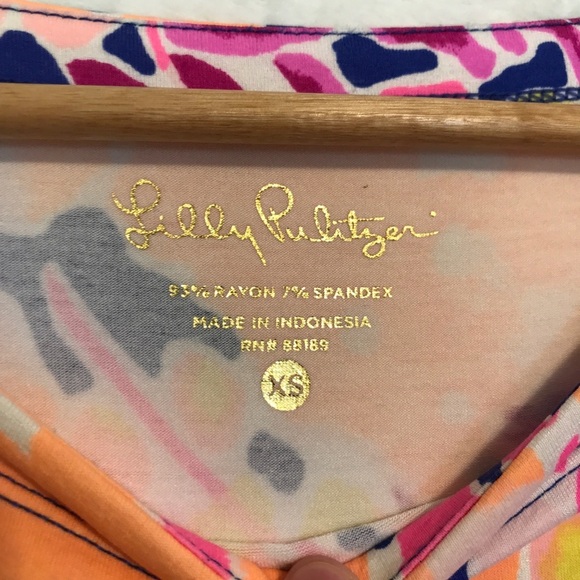 Lilly Pulitzer
93% RAYON 7% SPANDEX
MADE IN INDONESIA
RN# 88189
XS